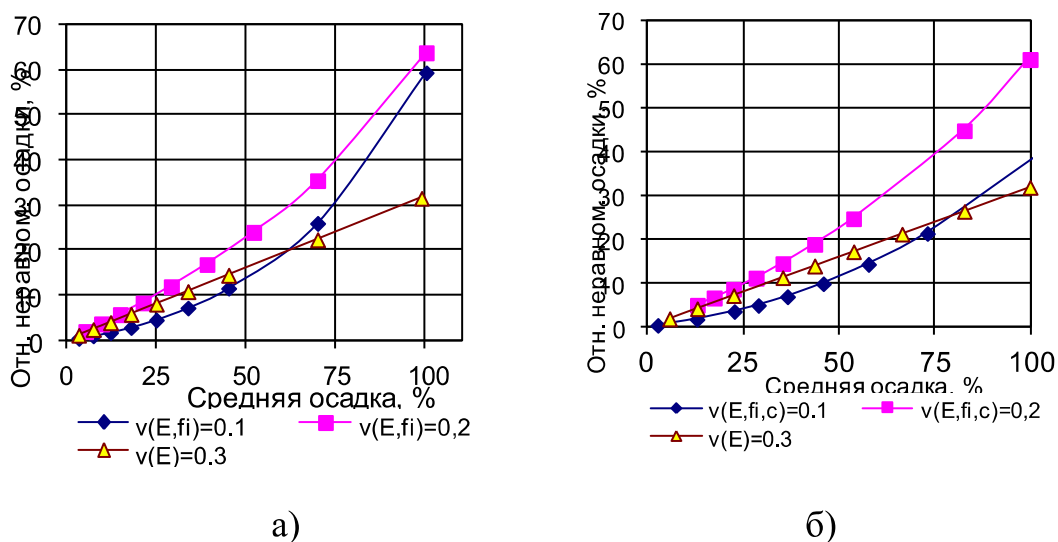 Отн. неравном. осадки, %
70
60
50
40
30
20
10
0
0 25 50 75 100
Средняя осадка, %
v(E,fi)=0.1 v(E,fi)=0,2
v(E)=0.3
а)
Отн. неравном. осадки, %
70
60
50
40
30
20
10
0
0 25 50 75 100
Средняя осадка, %
v(E,fi,c)=0.1 v(E,fi,c)=0,2
v(E)=0.3
б)